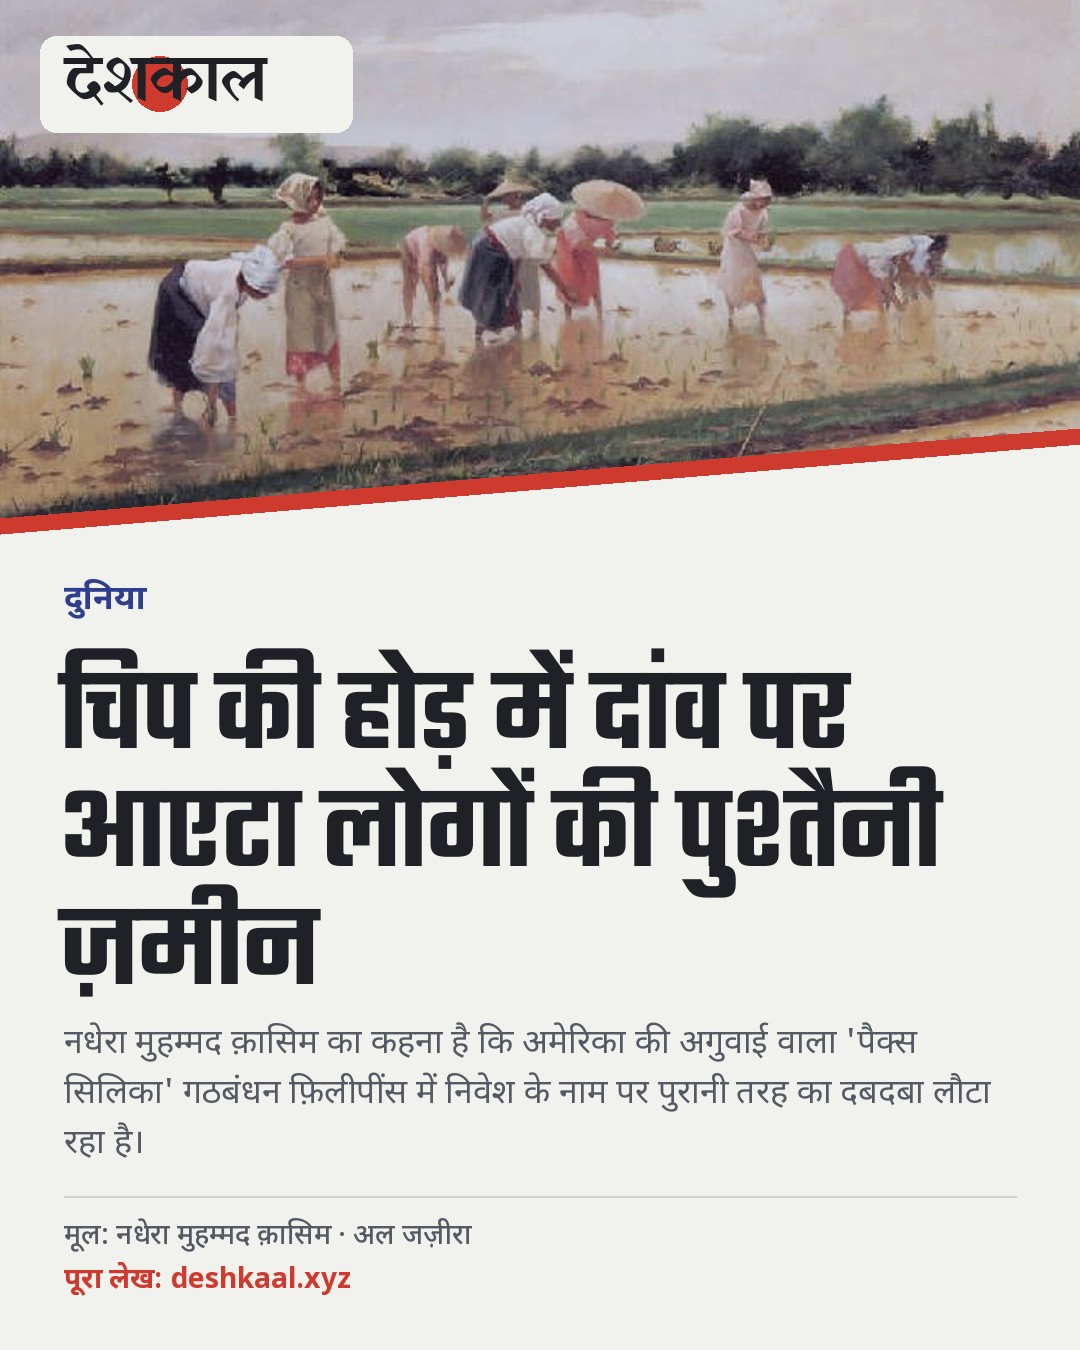 देशकाल
दुनिया
चिप की होड़ में दांव पर
आएटा लोगों की पुश्तैनी
ज़मीन
नधेरा मुहम्मद क़ासिम का कहना है कि अमेरिका की अगुवाई वाला 'पैक्स
सिलिका' गठबंधन फ़िलीपींस में निवेश के नाम पर पुरानी तरह का दबदबा लौटा
रहा है।
मूल: नधेरा मुहम्मद क़ासिम · अल जज़ीरा
पूरा लेख: deshkaal.xyz